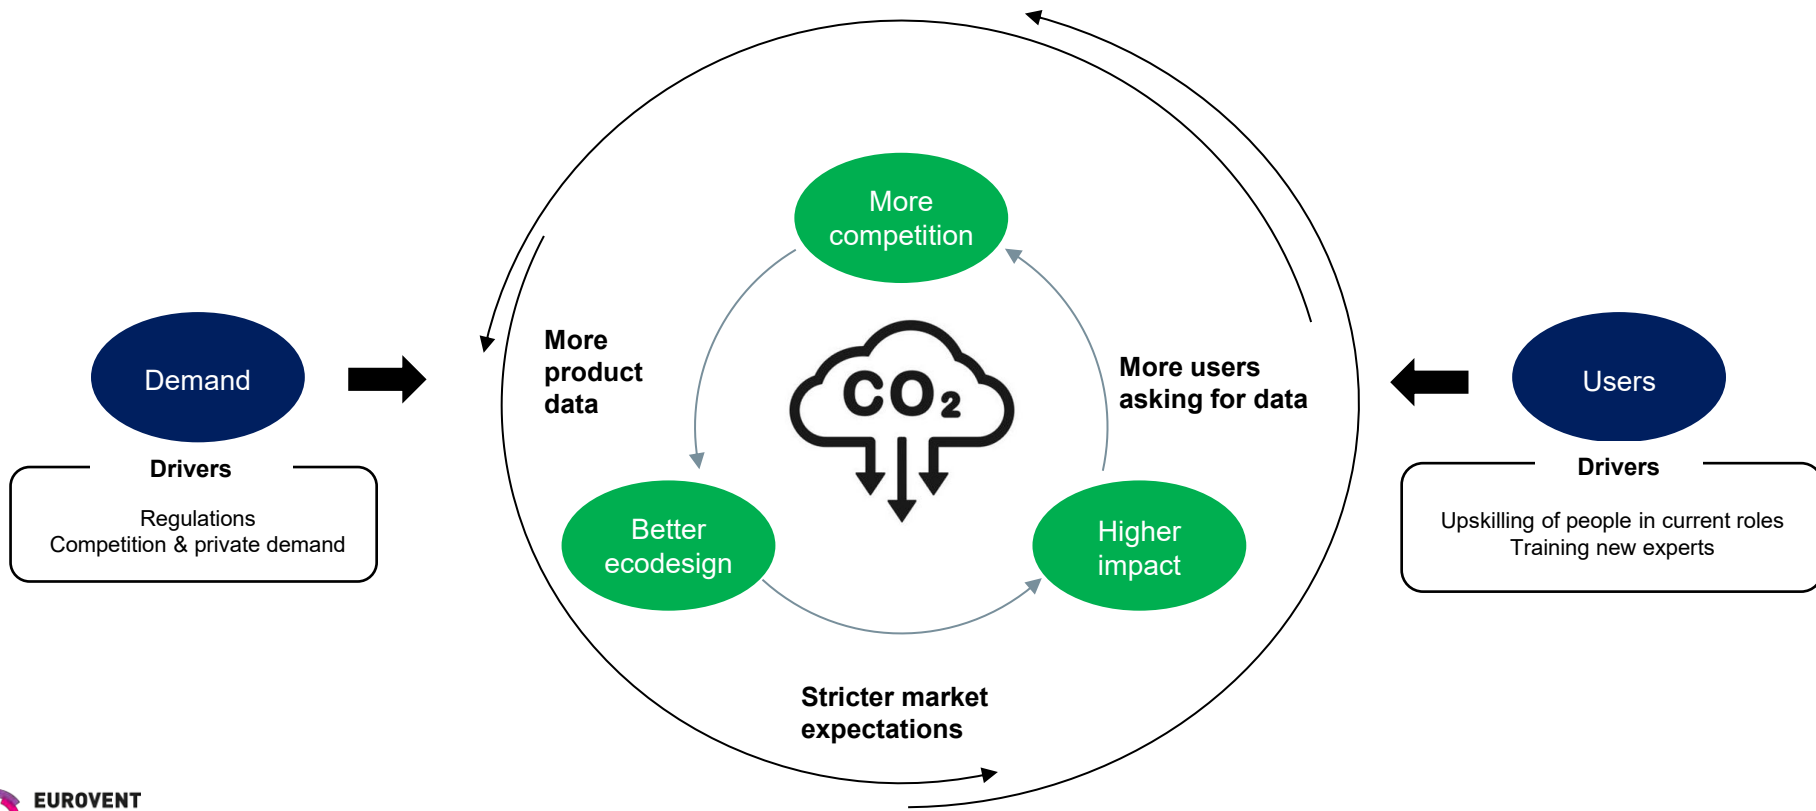 More
competition
More
product
data
CO₂
More users
asking for data
Demand
Users
Drivers
Regulations
Competition & private demand
Drivers
Upskilling of people in current roles
Training new experts
Better
ecodesign
Higher
impact
Stricter market
expectations
EUROVENT